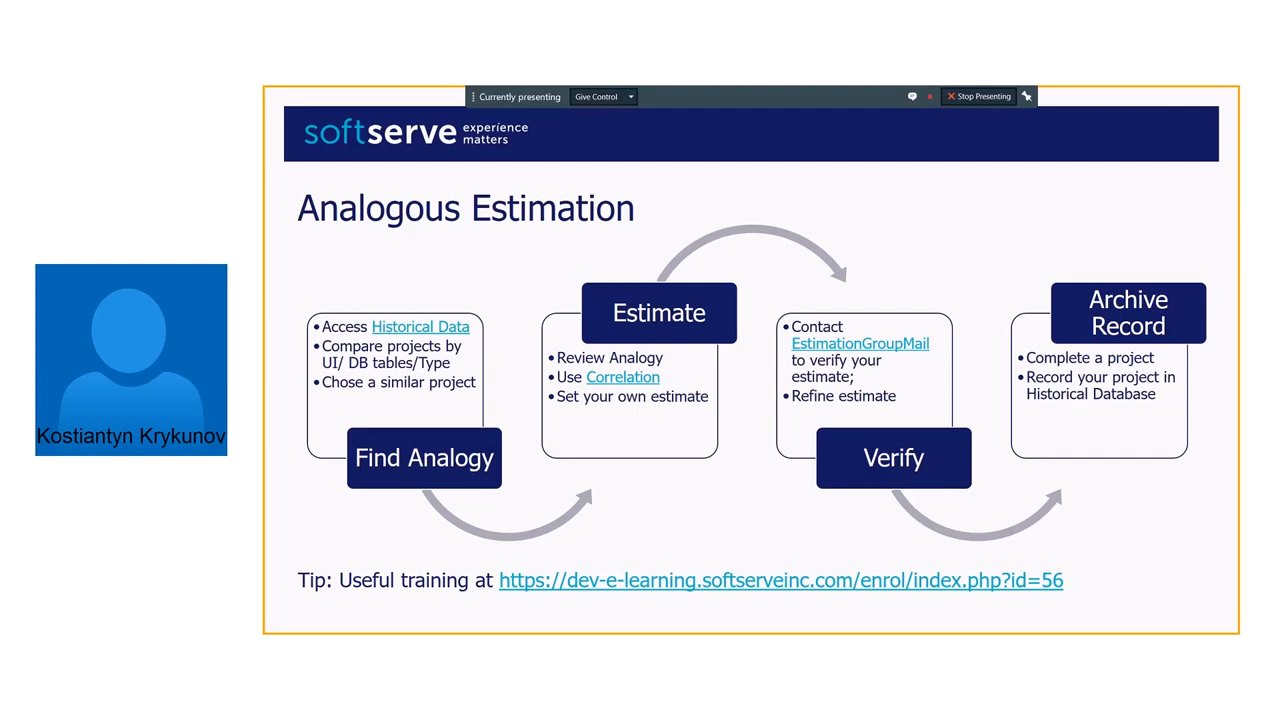 Currently presenting
Give Control
Stop Presenting
softserve experience
matters
Analogous Estimation
•Access Historical Data
•Compare projects by
UI/ DB tables/Type
•Chose a similar project
Find Analogy
Estimate
•Review Analogy
•Use Correlation
•Set your own estimate
•Contact
EstimationGroupMail
to verify your
estimate;
•Refine estimate
Verify
Archive
Record
•Complete a project
•Record your project in
Historical Database
Tip: Useful training at https://dev-e-learning.softserveinc.com/enrol/index.php?id=56
Kostiantyn Krykunov